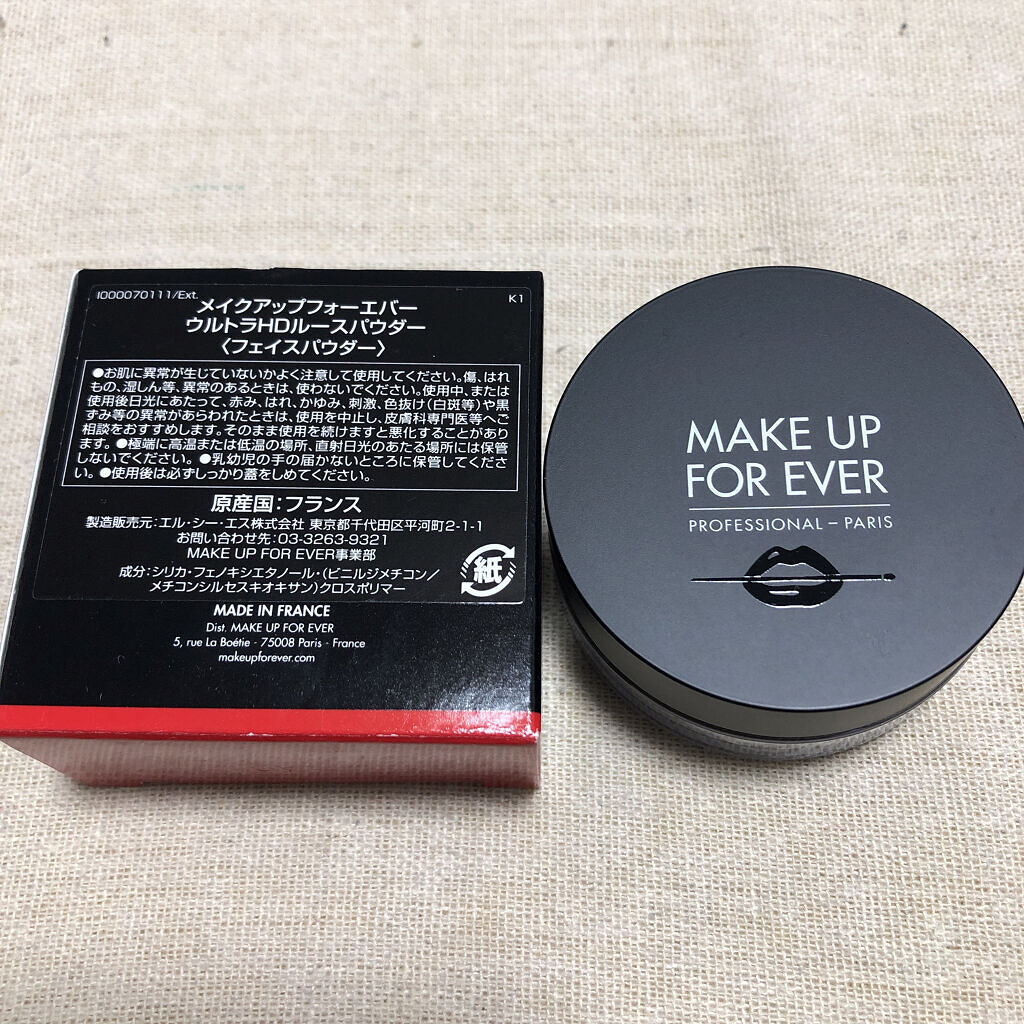 I000070111/Ext.
K1
メイクアップフォーエバー
ウルトラHDルースパウダー
〈フェイスパウダー〉
●お肌に異常が生じていないかよく注意して使用してください。傷、はれ
もの、湿しん等、異常のあるときは、使わないでください。使用中、または
使用後日光にあたって、赤み、はれ、かゆみ、刺激、色抜け(白斑等)や黒
ずみ等の異常があらわれたときは、使用を中止し、皮膚科専門医等へご
相談をおすすめします。そのまま使用を続けますと悪化することがあり
ます。●極端に高温または低温の場所、直射日光のあたる場所には保管
しないでください。●乳幼児の手の届かないところに保管してくださ
い。●使用後は必ずしっかり蓋をしめてください。
原産国:フランス
製造販売元:エル・シー・エス株式会社 東京都千代田区平河町2-1-1
お問い合わせ先:03-3263-9321
MAKE UP FOR EVER事業部
成分:シリカ・フェノキシエタノール・(ビニルジメチコン/
メチコンシルセスキオキサン)クロスポリマー
紙
MADE IN FRANCE
Dist. MAKE UP FOR EVER
5, rue La Boétie - 75008 Paris - France
makeupforever.com
MAKE UP
FOR EVER
PROFESSIONAL – PARIS